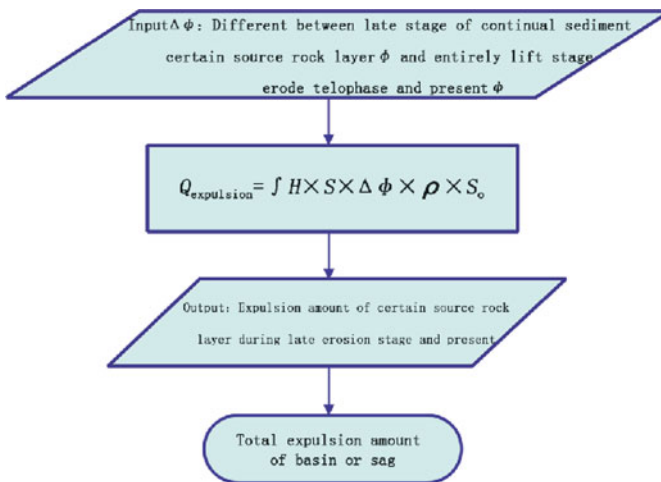 InputΔφ: Different between late stage of continual sediment
certain source rock layer φ and entirely lift stage
erode telophase and present φ
Q_expulsion = ∫ H × S × Δ φ × ρ × S_o
Output: Expulsion amount of certain source rock
layer during late erosion stage and present
Total expulsion amount
of basin or sag